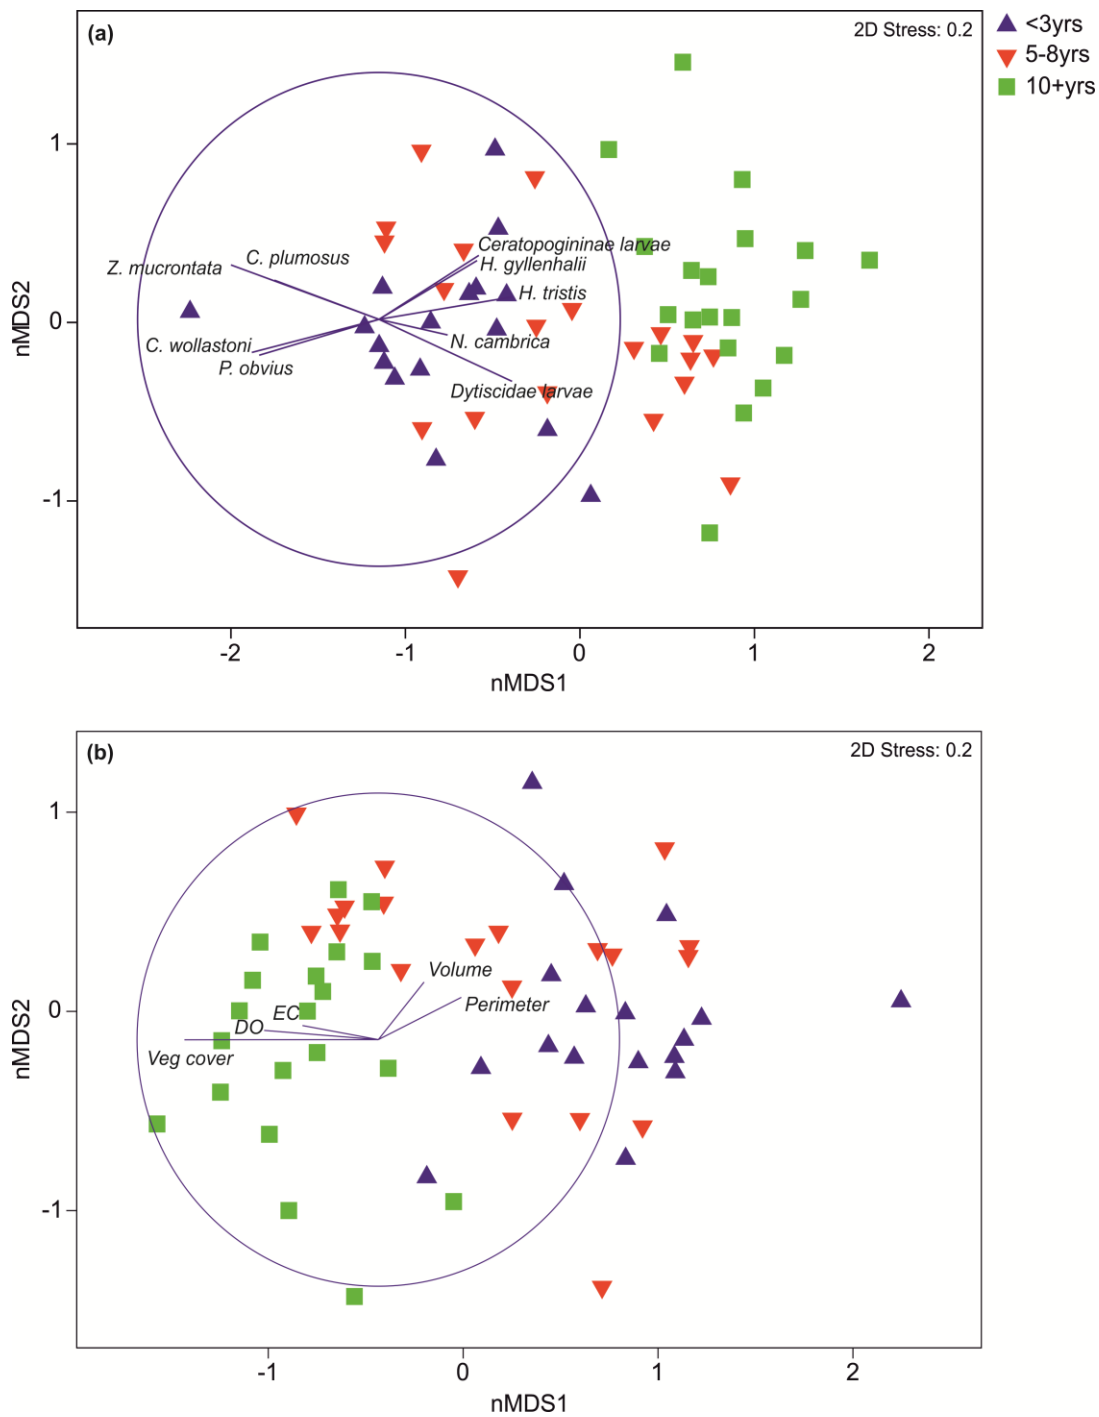 (a)
2D Stress: 0.2
<3yrs
5-8yrs
10+yrs
1
0
-1
nMDS2
Ceratopogininae larvae
C. plumosus
H. gyllenhalii
Z. mucrontata
H. tristis
N. cambrica
C. wollastoni
P. obvius
Dytiscidae larvae
-2
-1
0
1
2
nMDS1
(b)
2D Stress: 0.2
1
0
-1
nMDS2
Volume
Perimeter
EC
DO
Veg cover
-1
0
1
2
nMDS1